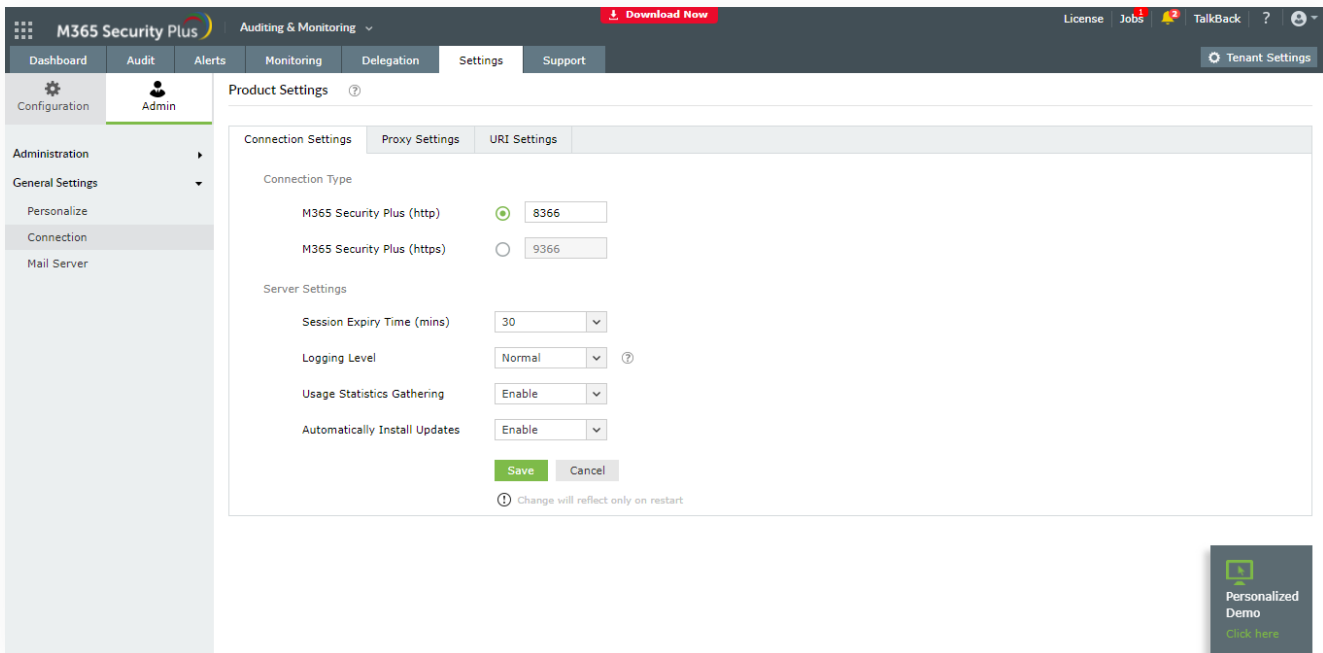 Download Now
M365 Security Plus
Auditing & Monitoring
License Jobs 1 2 TalkBack ?
Dashboard Audit Alerts Monitoring Delegation Settings Support
Tenant Settings
Configuration
Admin
Product Settings ?
Administration
General Settings
Personalize
Connection
Mail Server
Connection Settings Proxy Settings URI Settings
Connection Type
M365 Security Plus (http) 8366
M365 Security Plus (https) 9366
Server Settings
Session Expiry Time (mins) 30
Logging Level Normal ?
Usage Statistics Gathering Enable
Automatically Install Updates Enable
Save Cancel
! Change will reflect only on restart
Personalized
Demo
Click here